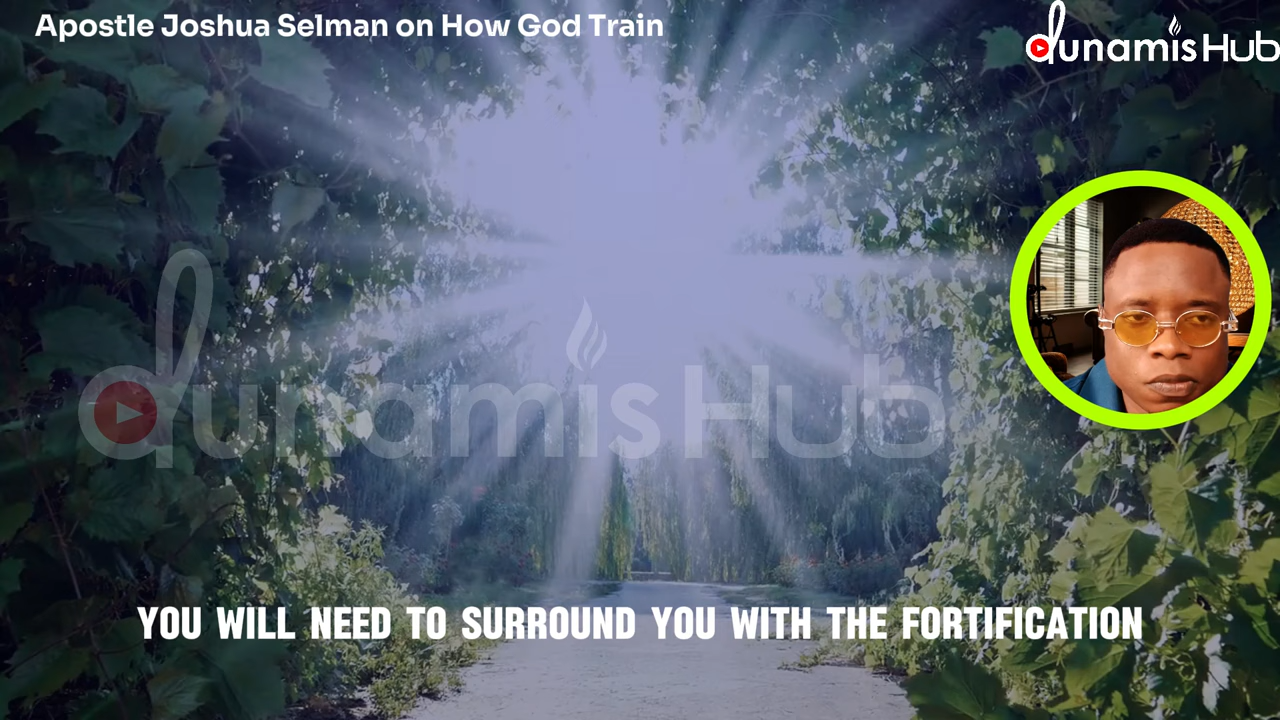 Apostle Joshua Selman on How God Train
dunamis Hub
dunamis Hub
YOU WILL NEED TO SURROUND YOU WITH THE FORTIFICATION